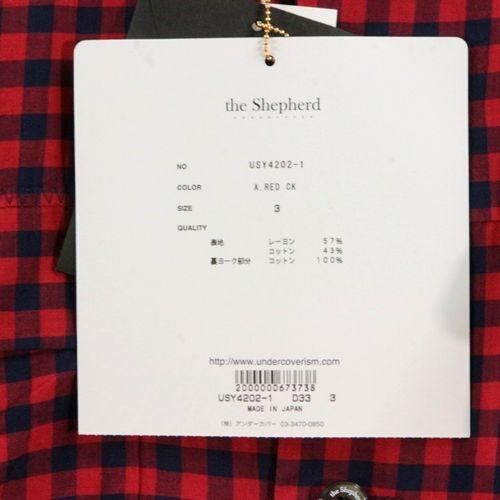 the Shepherd
NO USY4202-1
COLOR A.RED CK
SIZE 3
QUALITY
表地 レーヨン 57%
コットン 43%
裏ヨーク部分 コットン 100%
http://www.undercoverism.com
2000000673738
USY4202-1 D33 3
MADE IN JAPAN
(株) アンダーカバー 03-3470-0850
the Shepherd